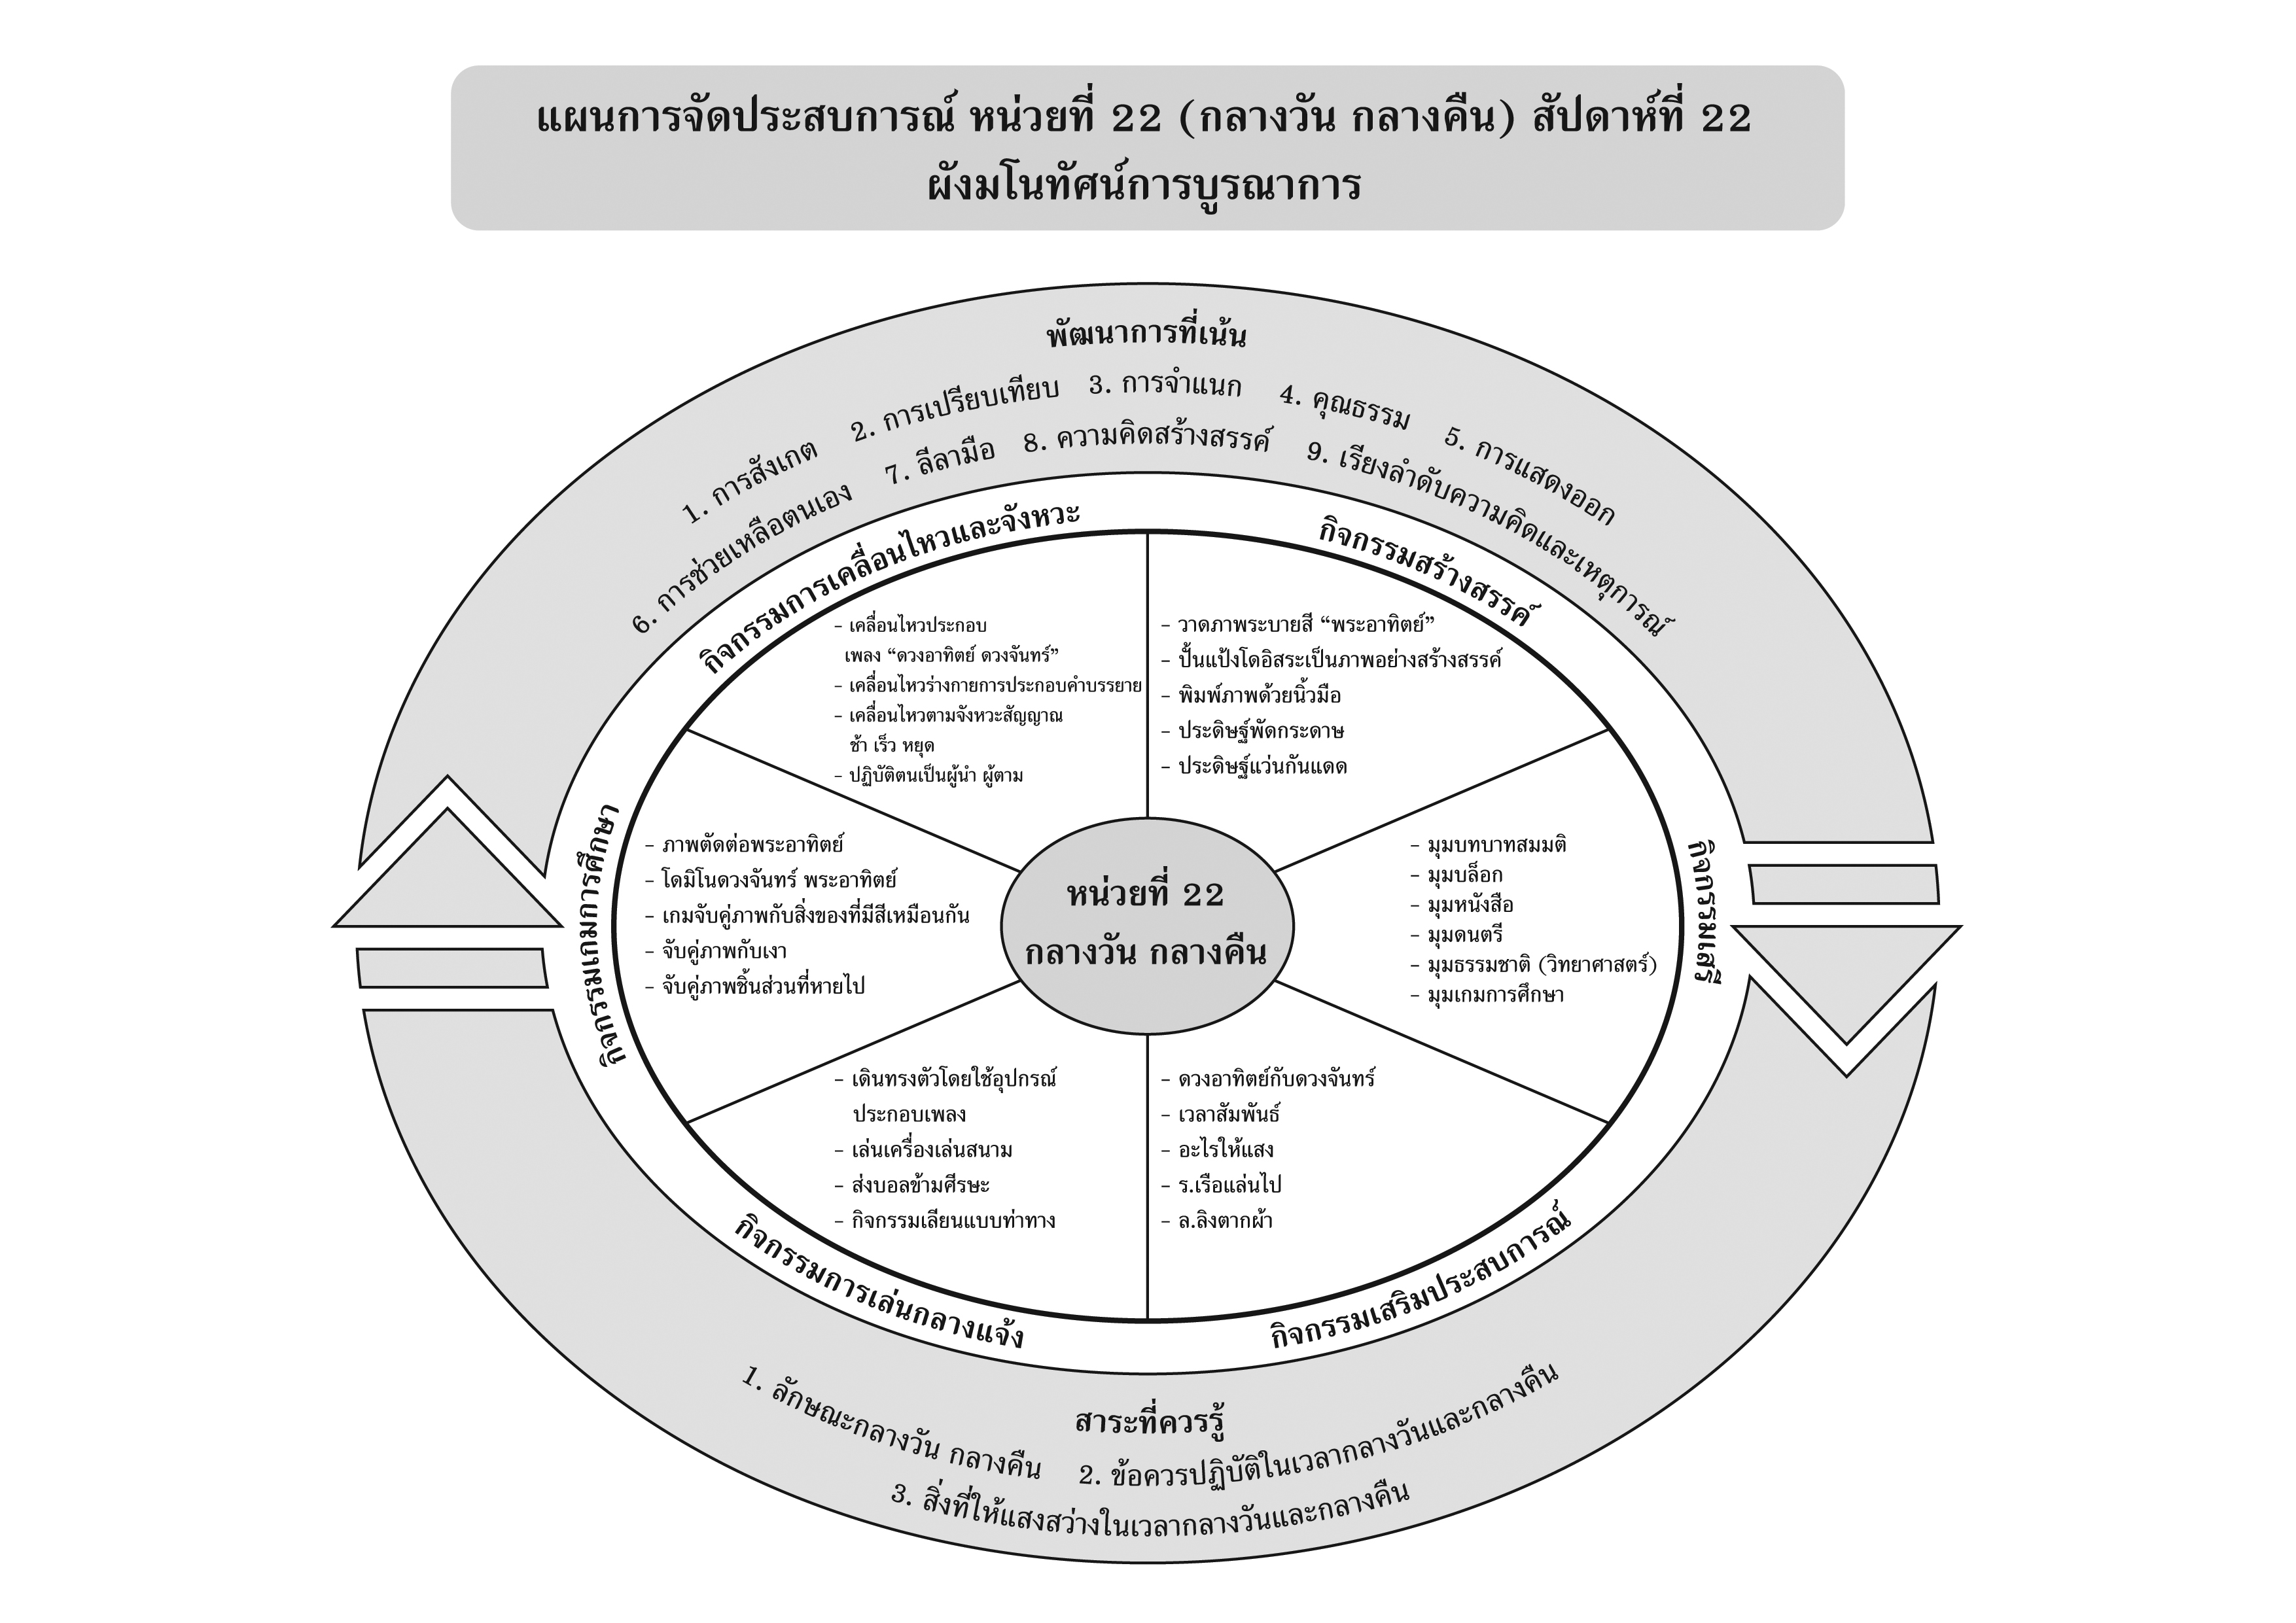 แผนการจัดประสบการณ์ หน่วยที่ 22 (กลางวัน กลางคืน) สัปดาห์ที่ 22
ผังมโนทัศน์การบูรณาการ
พัฒนาการที่เน้น
1. การสังเกต 2. การเปรียบเทียบ 3. การจำแนก 4. คุณธรรม 5. การแสดงออก
6. การช่วยเหลือตนเอง 7. ลีลามือ 8. ความคิดสร้างสรรค์ 9. เรียงลำดับความคิดและเหตุการณ์
กิจกรรมการเคลื่อนไหวและจังหวะ
- เคลื่อนไหวประกอบ
เพลง “ดวงอาทิตย์ ดวงจันทร์”
- เคลื่อนไหวร่างกายการประกอบคำบรรยาย
- เคลื่อนไหวตามจังหวะสัญญาณ
ช้า เร็ว หยุด
- ปฏิบัติตนเป็นผู้นำ ผู้ตาม
กิจกรรมสร้างสรรค์
- วาดภาพระบายสี “พระอาทิตย์”
- ปั้นแป้งโดอิสระเป็นภาพอย่างสร้างสรรค์
- พิมพ์ภาพด้วยนิ้วมือ
- ประดิษฐ์พัดกระดาษ
- ประดิษฐ์แว่นกันแดด
กิจกรรมเกมการศึกษา
- ภาพตัดต่อพระอาทิตย์
- โดมิโนดวงจันทร์ พระอาทิตย์
- เกมจับคู่ภาพกับสิ่งของที่มีสีเหมือนกัน
- จับคู่ภาพกับเงา
- จับคู่ภาพชิ้นส่วนที่หายไป
หน่วยที่ 22
กลางวัน กลางคืน
กิจกรรมเสรี
- มุมบทบาทสมมติ
- มุมบล็อก
- มุมหนังสือ
- มุมดนตรี
- มุมธรรมชาติ (วิทยาศาสตร์)
- มุมเกมการศึกษา
- เดินทรงตัวโดยใช้อุปกรณ์
ประกอบเพลง
- เล่นเครื่องเล่นสนาม
- ส่งบอลข้ามศีรษะ
- กิจกรรมเลียนแบบท่าทาง
กิจกรรมการเล่นกลางแจ้ง
- ดวงอาทิตย์กับดวงจันทร์
- เวลาสัมพันธ์
- อะไรให้แสง
- ร.เรือแล่นไป
- ล.ลิงตากผ้า
กิจกรรมเสริมประสบการณ์
สาระที่ควรรู้
1. ลักษณะกลางวัน กลางคืน 2. ข้อควรปฏิบัติในเวลากลางวันและกลางคืน
3. สิ่งที่ให้แสงสว่างในเวลากลางวันและกลางคืน